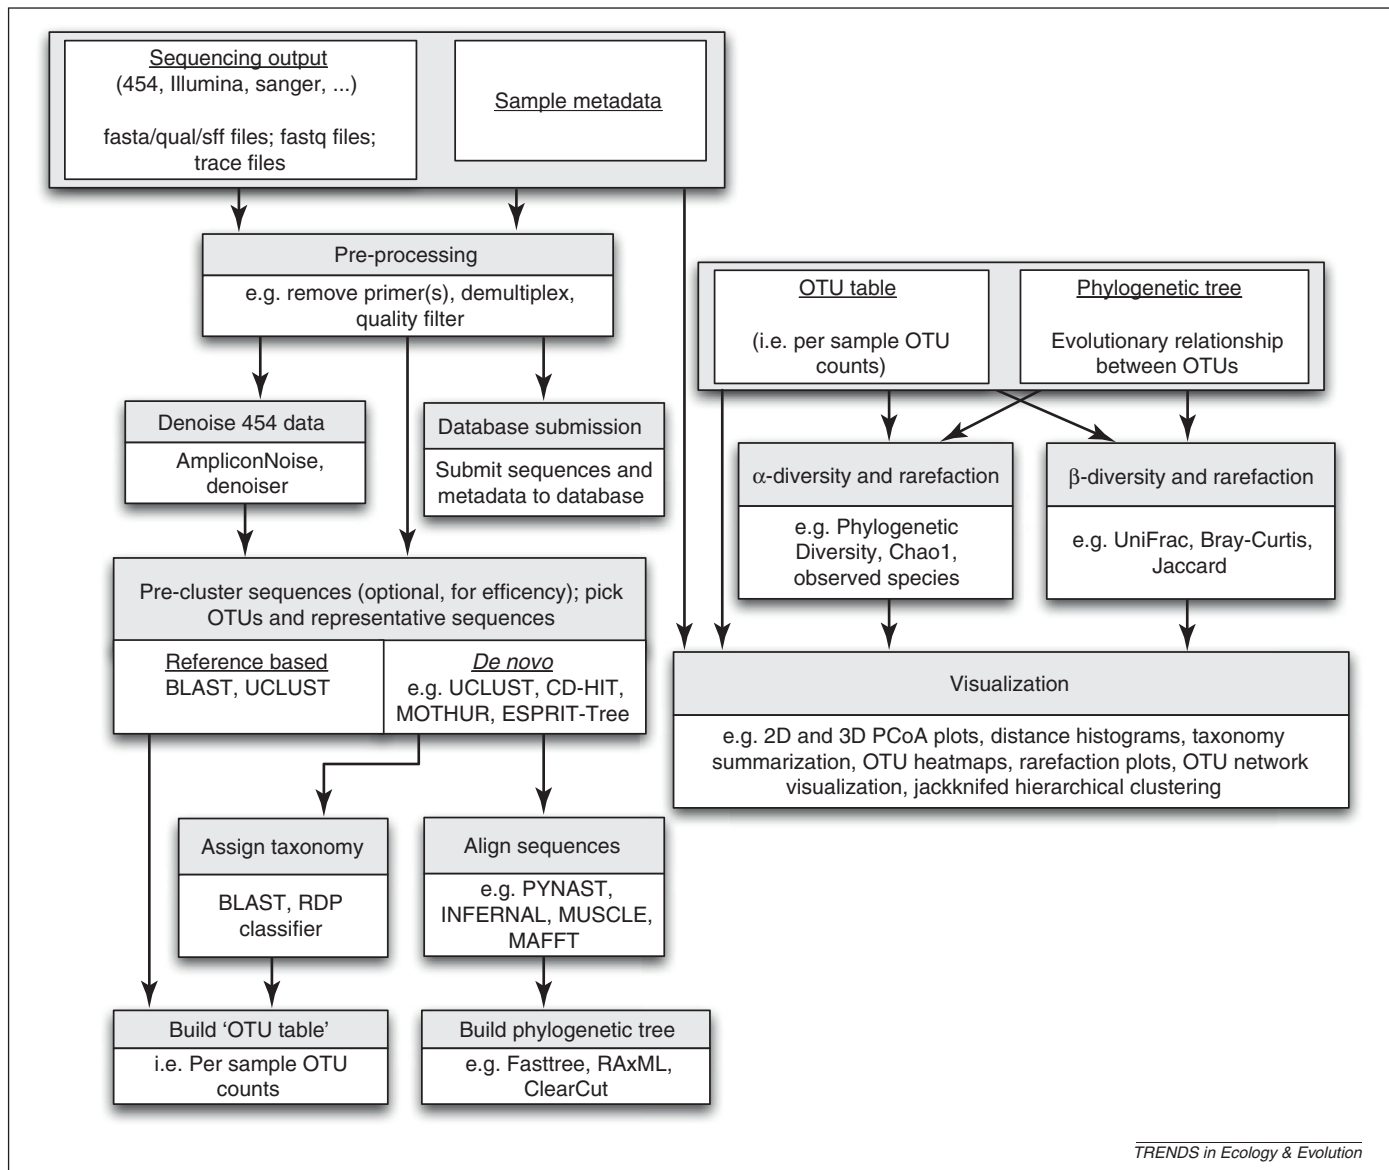 Sequencing output
(454, Illumina, sanger, ...)
fasta/qual/sff files; fastq files;
trace files
Sample metadata
Pre-processing
e.g. remove primer(s), demultiplex,
quality filter
Denoise 454 data
AmpliconNoise,
denoiser
Database submission
Submit sequences and
metadata to database
Pre-cluster sequences (optional, for efficency); pick
OTUs and representative sequences
Reference based
BLAST, UCLUST
De novo
e.g. UCLUST, CD-HIT,
MOTHUR, ESPRIT-Tree
Assign taxonomy
BLAST, RDP
classifier
Align sequences
e.g. PYNAST,
INFERNAL, MUSCLE,
MAFFT
Build ‘OTU table’
i.e. Per sample OTU
counts
Build phylogenetic tree
e.g. Fasttree, RAxML,
ClearCut
OTU table
(i.e. per sample OTU
counts)
Phylogenetic tree
Evolutionary relationship
between OTUs
α-diversity and rarefaction
e.g. Phylogenetic
Diversity, Chao1,
observed species
β-diversity and rarefaction
e.g. UniFrac, Bray-Curtis,
Jaccard
Visualization
e.g. 2D and 3D PCoA plots, distance histograms, taxonomy
summarization, OTU heatmaps, rarefaction plots, OTU network
visualization, jackknifed hierarchical clustering
TRENDS in Ecology & Evolution